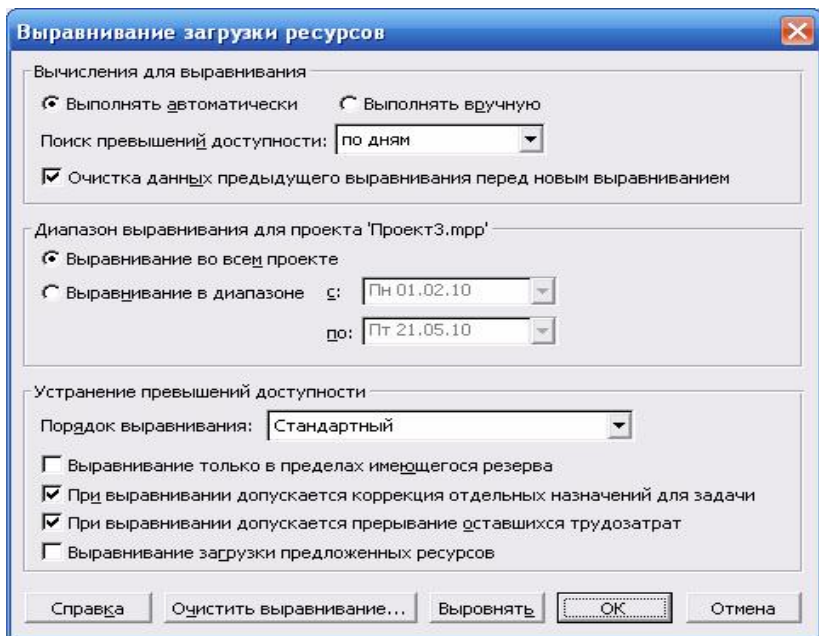 Выравнивание загрузки ресурсов
Вычисления для выравнивания
Выполнять автоматически Выполнять вручную
Поиск превышений доступности: по дням
Очистка данных предыдущего выравнивания перед новым выравниванием
Диапазон выравнивания для проекта 'Проект3.mpp'
Выравнивание во всем проекте
Выравнивание в диапазоне с: Пн 01.02.10
по: Пт 21.05.10
Устранение превышений доступности
Порядок выравнивания: Стандартный
Выравнивание только в пределах имеющегося резерва
При выравнивании допускается коррекция отдельных назначений для задачи
При выравнивании допускается прерывание оставшихся трудозатрат
Выравнивание загрузки предложенных ресурсов
Справка Очистить выравнивание... Выровнять ОК Отмена